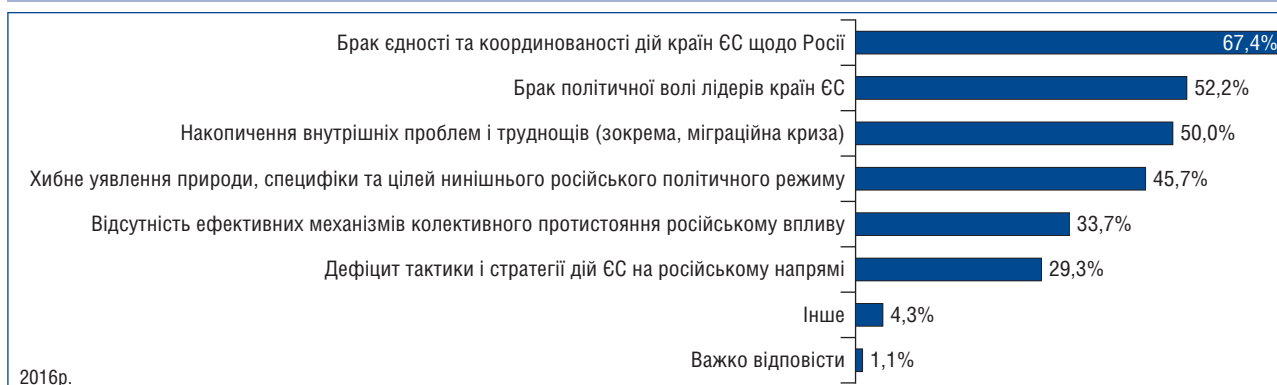 Брак єдності та координованості дій країн ЄС щодо Росії 67,4%
Брак політичної волі лідерів країн ЄС 52,2%
Накопичення внутрішніх проблем і труднощів (зокрема, міграційна криза) 50,0%
Хибне уявлення природи, специфіки та цілей нинішнього російського політичного режиму 45,7%
Відсутність ефективних механізмів колективного протистояння російському впливу 33,7%
Дефіцит тактики і стратегії дій ЄС на російському напрямі 29,3%
Інше 4,3%
Важко відповісти 1,1%
2016р.